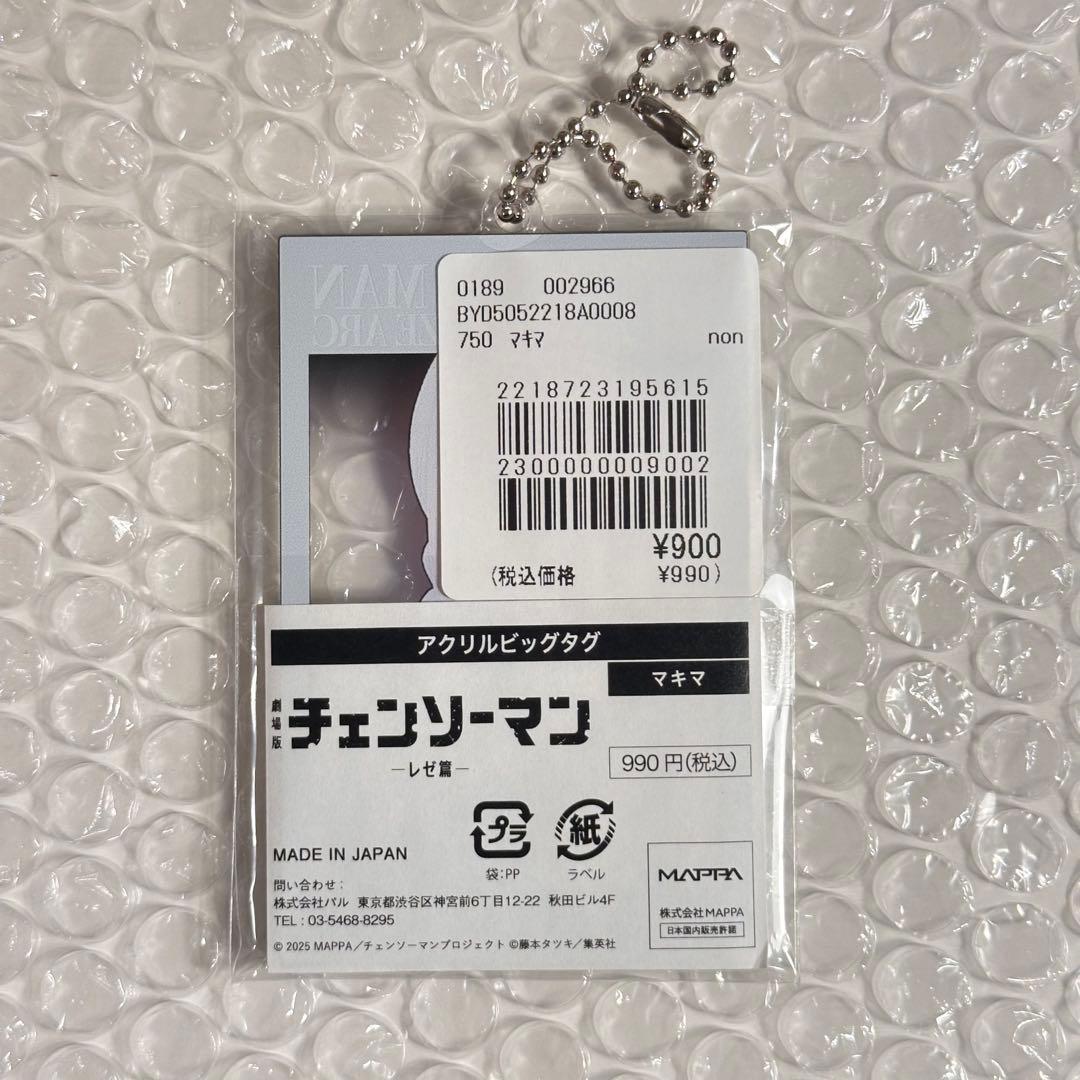 MAN
ZE ARC
0189 002966
BYD5052218A0008
750 マキマ non
2218723195615
2300000009002
¥900
(税込価格 ¥990)
アクリルビッグタグ
マキマ
劇場版
チェンソーマン
―レゼ篇―
990円(税込)
プラ
紙
袋:PP
ラベル
MADE IN JAPAN
問い合わせ:
株式会社パル 東京都渋谷区神宮前6丁目12-22 秋田ビル4F
TEL : 03-5468-8295
© 2025 MAPPA/チェンソーマンプロジェクト ©藤本タツキ/集英社
MAPPA
株式会社MAPPA
日本国内販売許諾